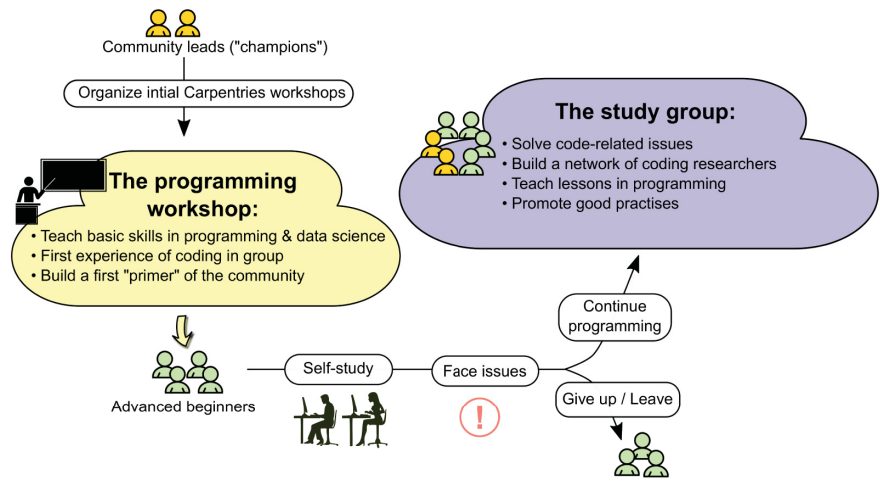 Community leads ("champions")
Organize intial Carpentries workshops
The programming
workshop:
• Teach basic skills in programming & data science
• First experience of coding in group
• Build a first "primer" of the community
The study group:
• Solve code-related issues
• Build a network of coding researchers
• Teach lessons in programming
• Promote good practises
Advanced beginners
Self-study
Face issues
!
Continue
programming
Give up / Leave